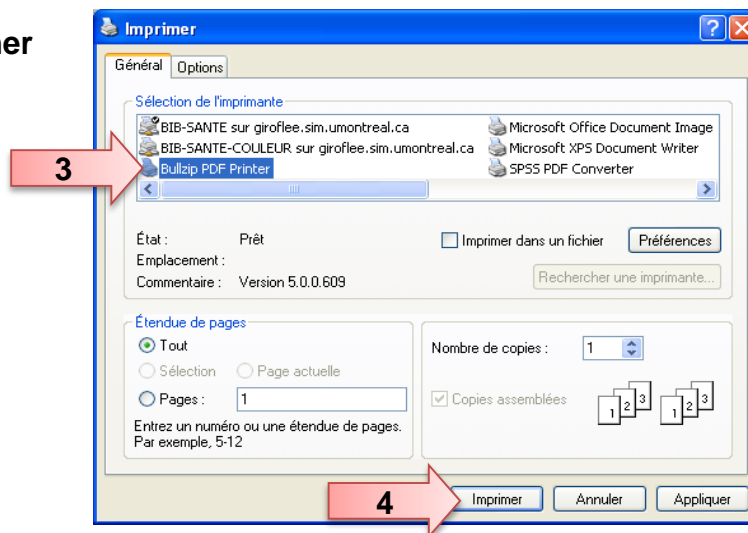 Imprimer
er
Général Options
Sélection de l'imprimante
BIB-SANTE sur giroflee.sim.umontreal.ca Microsoft Office Document Image
BIB-SANTE-COULEUR sur giroflee.sim.umontreal.ca Microsoft XPS Document Writer
3 Bullzip PDF Printer SPSS PDF Converter
État : Prêt Imprimer dans un fichier Préférences
Emplacement :
Commentaire : Version 5.0.0.609 Rechercher une imprimante...
Étendue de pages
Tout Nombre de copies : 1
Sélection Page actuelle
Pages : 1 Copies assemblées 1 2 3 1 2 3
Entrez un numéro ou une étendue de pages.
Par exemple, 5-12
4 Imprimer Annuler Appliquer